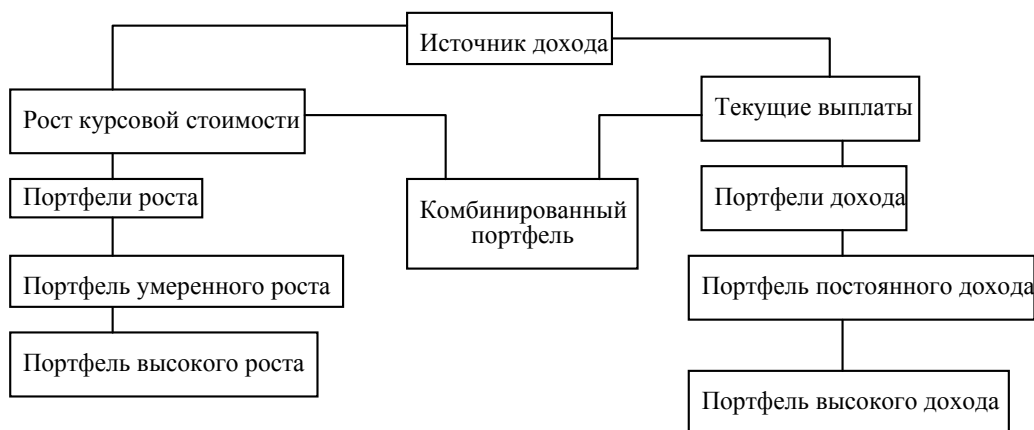 Источник дохода
Рост курсовой стоимости
Текущие выплаты
Портфели роста
Комбинированный
портфель
Портфели дохода
Портфель умеренного роста
Портфель постоянного дохода
Портфель высокого роста
Портфель высокого дохода